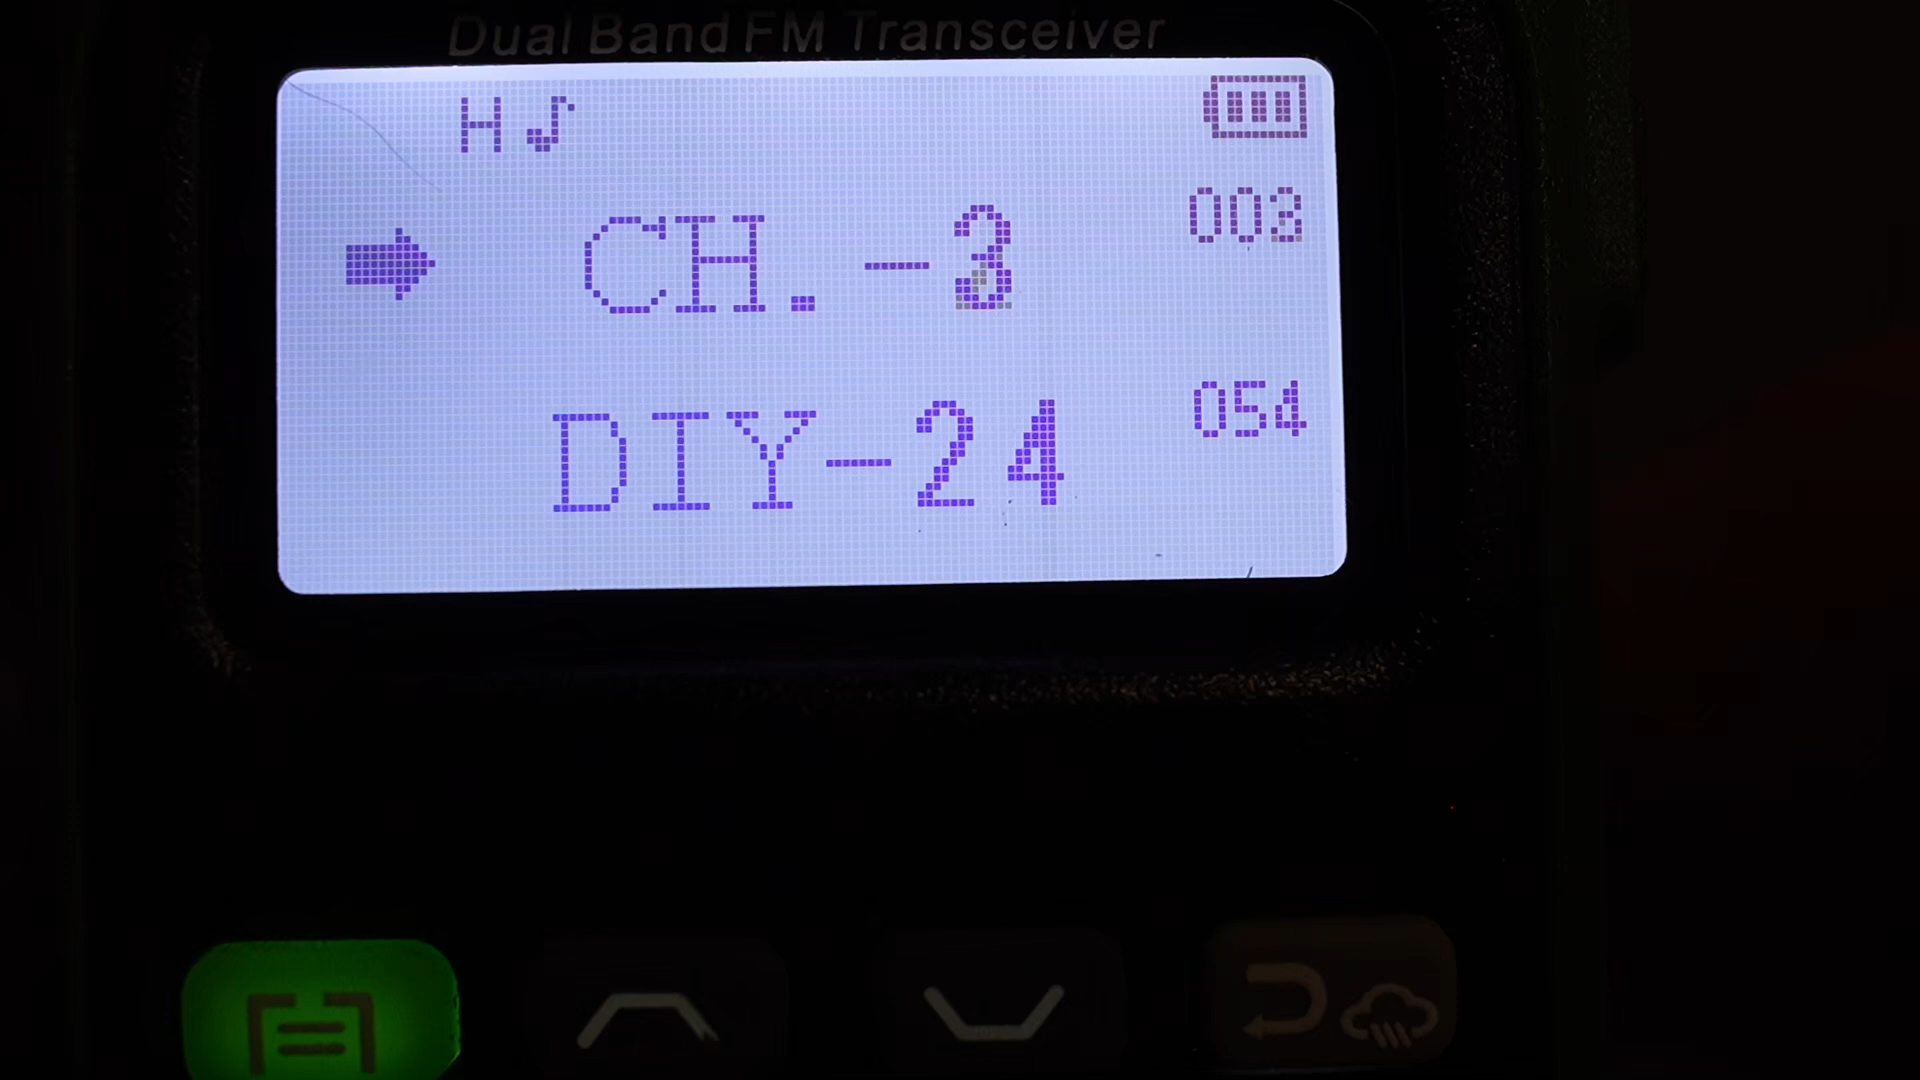 Dual Band FM Transceiver
H
003
CH.-3
054
DIY-24